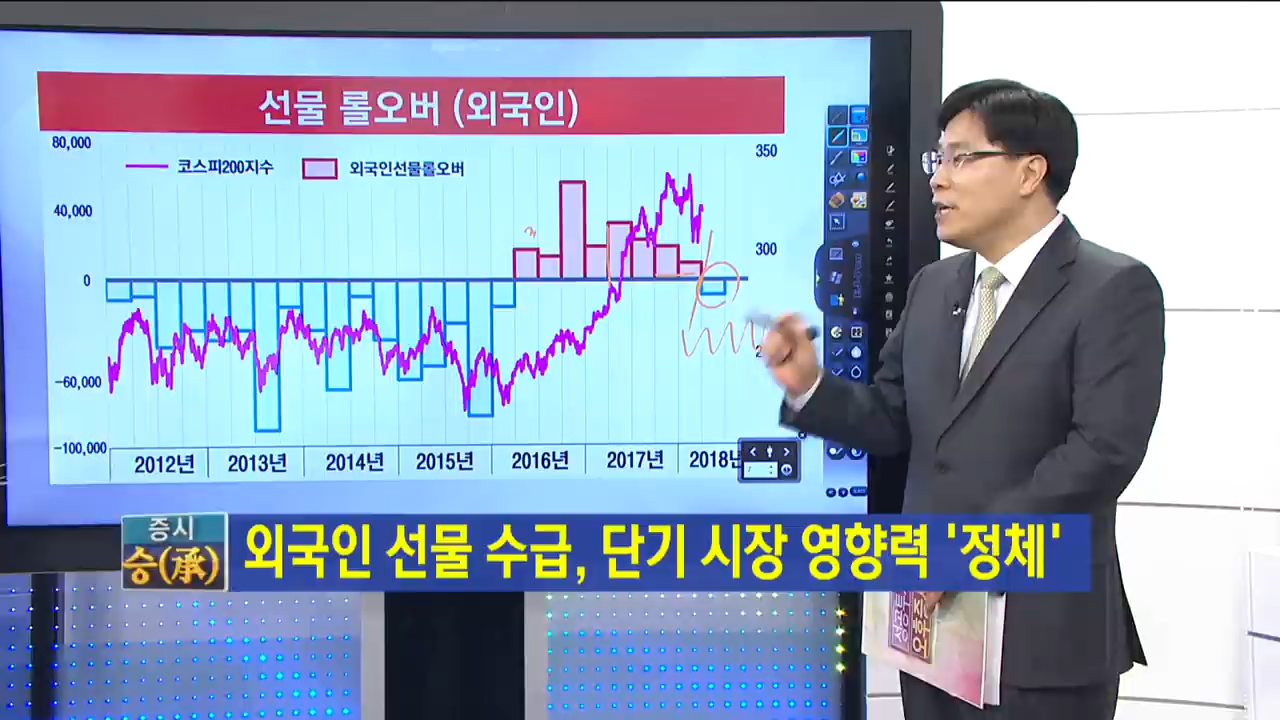 선물 롤오버 (외국인)
80,000
350
코스피200지수
외국인선물롤오버
40,000
300
0
-60,000
-100,000
2012년
2013년
2014년
2015년
2016년
2017년
2018년
증시
승(承)
외국인 선물 수급, 단기 시장 영향력 '정체'